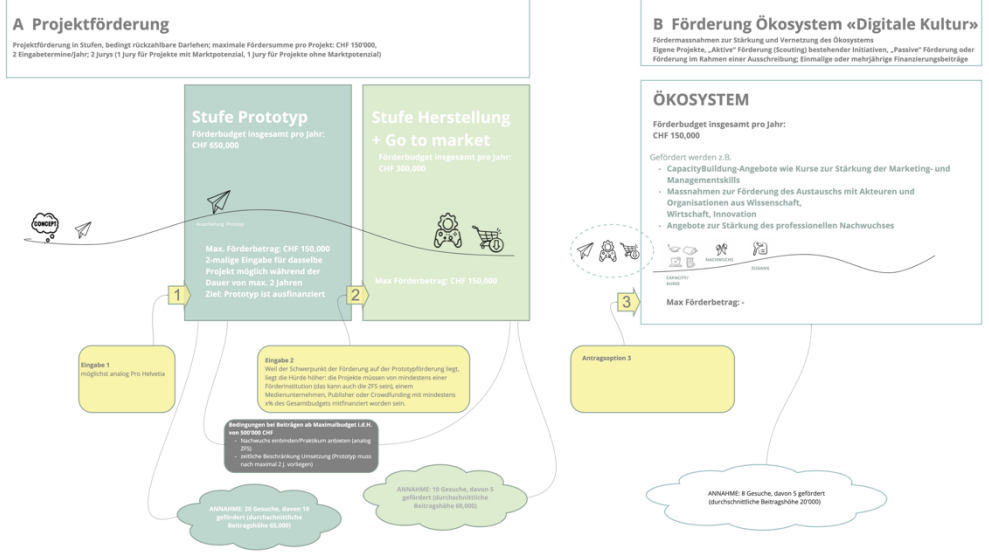 A Projektförderung
Projektförderung in Stufen, bedingt rückzahlbare Darlehen; maximale Fördersumme pro Projekt: CHF 150'000,
2 Eingabetermine/Jahr; 2 Jurys (1 Jury für Projekte mit Marktpotenzial, 1 Jury für Projekte ohne Marktpotenzial)
B Förderung Ökosystem «Digitale Kultur»
Fördermassnahmen zur Stärkung und Vernetzung des Ökosystems
Eigene Projekte, „Aktive" Förderung (Scouting) bestehender Initiativen, „Passive" Förderung oder
Förderung im Rahmen einer Ausschreibung; Einmalige oder mehrjährige Finanzierungsbeiträge
Stufe Prototyp
Förderbudget insgesamt pro Jahr:
CHF 650,000
CONCEPT
Max. Förderbetrag: CHF 150,000
2-malige Eingabe für dasselbe
Projekt möglich während der
Dauer von max. 2 Jahren
Ziel: Prototyp ist ausfinanziert
1
Stufe Herstellung
+ Go to market
Förderbudget insgesamt pro Jahr:
CHF 300,000
Max Förderbetrag: CHF 150,000
2
ÖKOSYSTEM
Förderbudget insgesamt pro Jahr:
CHF 150,000
Gefördert werden z.B.
- CapacityBuildung-Angebote wie Kurse zur Stärkung der Marketing- und
Managementskills
- Massnahmen zur Förderung des Austauschs mit Akteuren und
Organisationen aus Wissenschaft,
Wirtschaft, Innovation
- Angebote zur Stärkung des professionellen Nachwuchses
NACHWUCHS
CAPACITY/
KURSE
Max Förderbetrag: -
3
Eingabe 1
möglichst analog Pro Helvetia
Eingabe 2
Weil der Schwerpunkt der Förderung auf der Prototypförderung liegt,
liegt die Hürde höher: die Projekte müssen von mindestens einer
Förderinstitution (das kann auch die ZFS sein), einem
Medienunternehmen, Publisher oder Crowdfunding mit mindestens
x% des Gesamtbudgets mitfinanziert worden sein.
Antragsoption 3
Bedingungen bei Beiträgen ab Maximalbudget i.d.H.
von 500'000 CHF
- Nachwuchs einbinden/Praktikum anbieten (analog
ZFS)
- zeitliche Beschränkung Umsetzung (Prototyp muss
nach maximal 2 J. vorliegen)
ANNAHME: 20 Gesuche, davon 10
gefördert (durchschnittliche
Beitragshöhe 65,000)
ANNAHME: 10 Gesuche, davon 5
gefördert (durchschnittliche
Beitragshöhe 60,000)
ANNAHME: 8 Gesuche, davon 5 gefördert
(durchschnittliche Beitragshöhe 20'000)